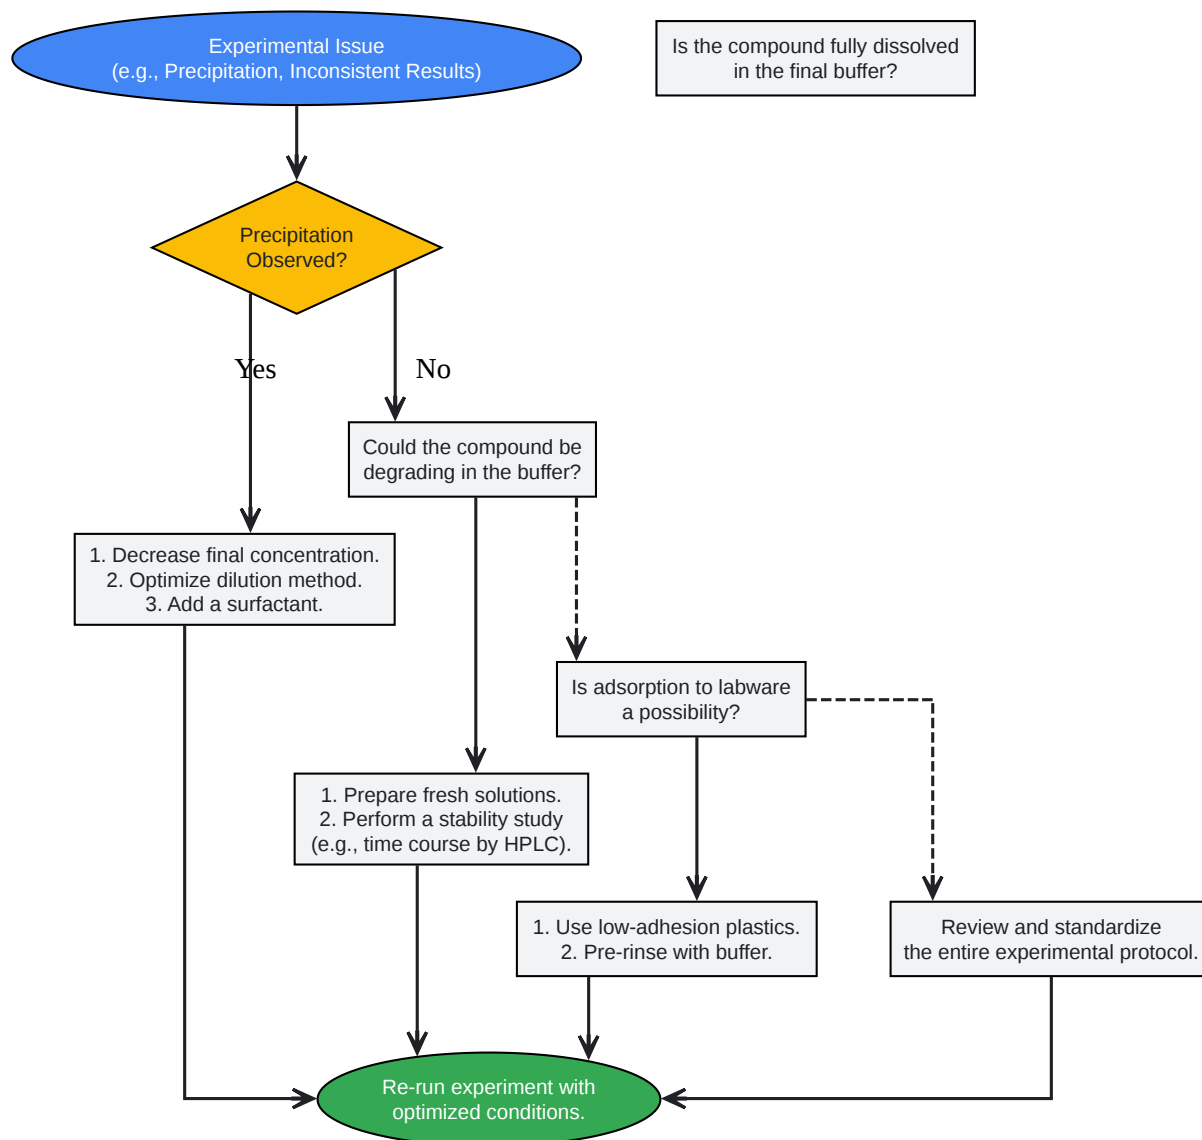 Experimental Issue
(e.g., Precipitation, Inconsistent Results)
Is the compound fully dissolved
in the final buffer?
Precipitation
Observed?
Yes
No
Could the compound be
degrading in the buffer?
1. Decrease final concentration.
2. Optimize dilution method.
3. Add a surfactant.
Is adsorption to labware
a possibility?
1. Prepare fresh solutions.
2. Perform a stability study
(e.g., time course by HPLC).
1. Use low-adhesion plastics.
2. Pre-rinse with buffer.
Review and standardize
the entire experimental protocol.
Re-run experiment with
optimized conditions.